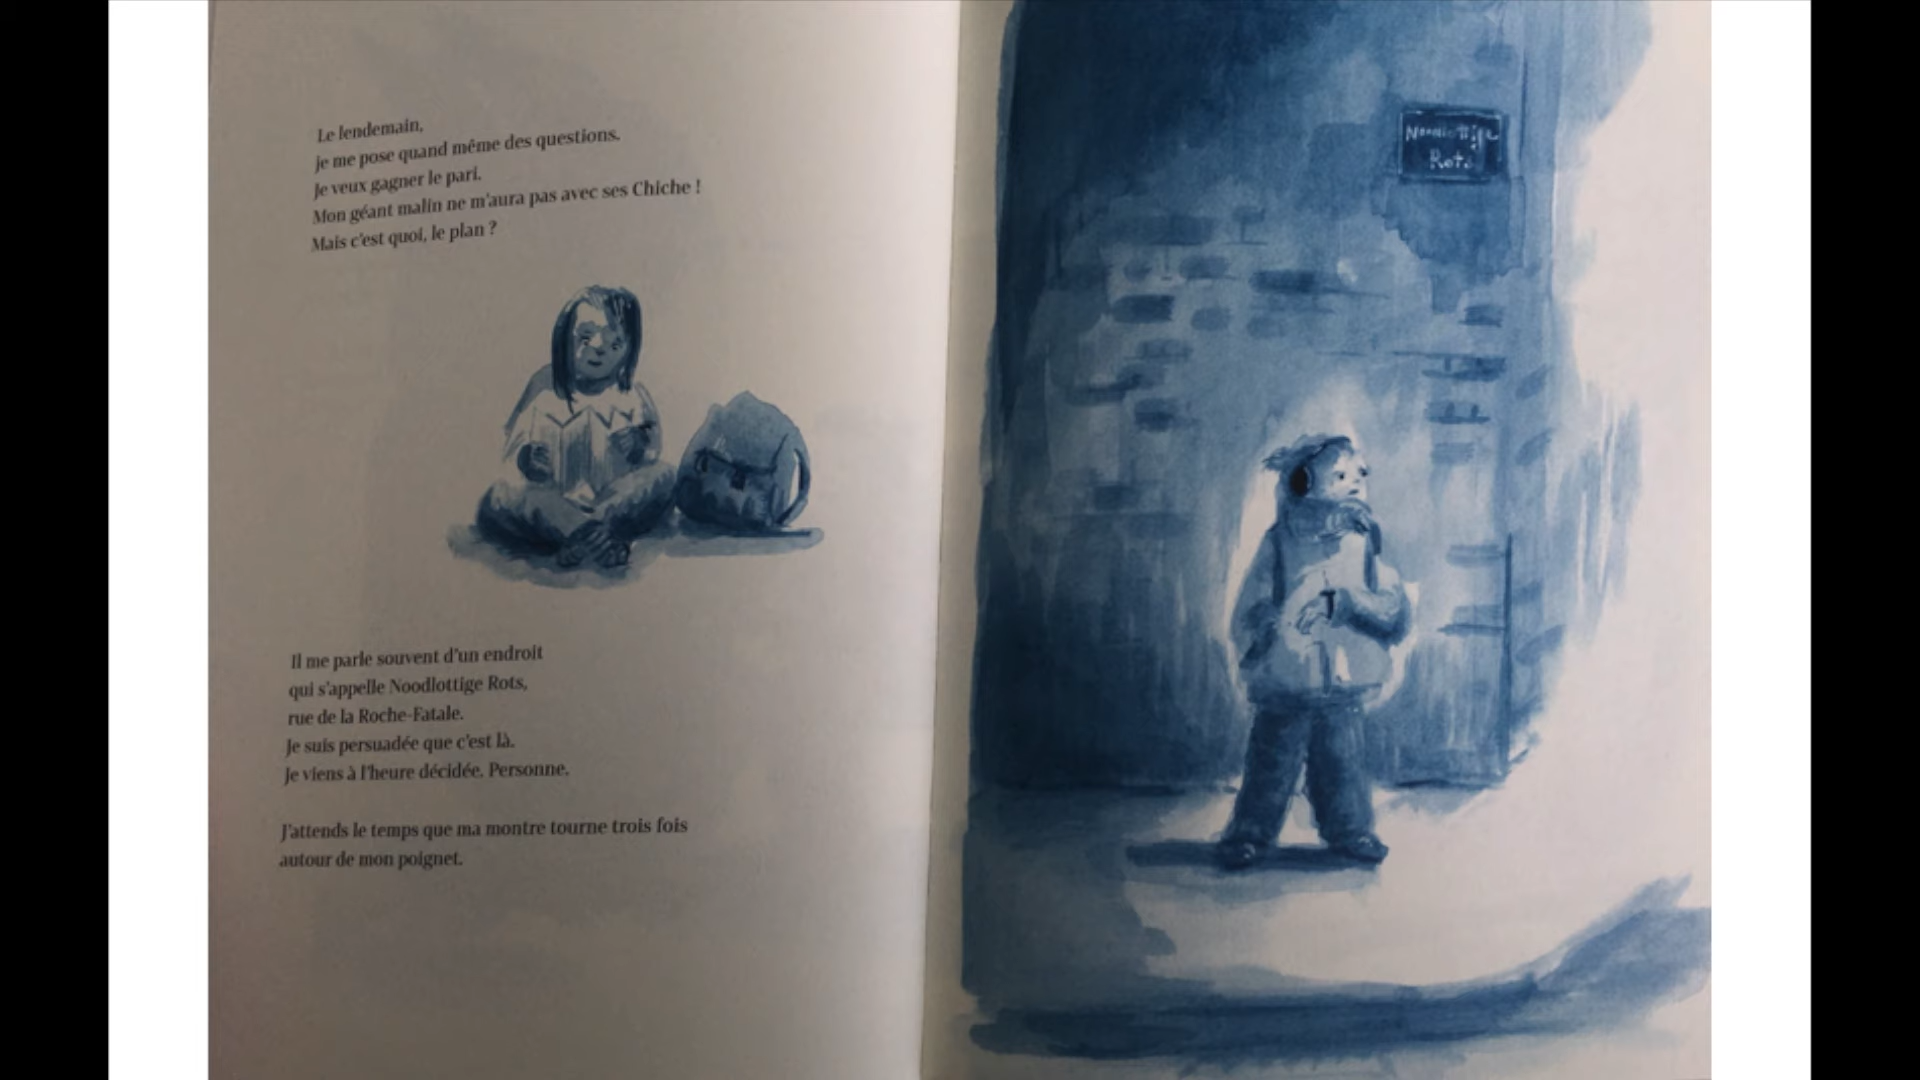 Le lendemain,
je me pose quand même des questions.
Je veux gagner le pari.
Mon géant malin ne m'aura pas avec ses Chiche !
Mais c'est quoi, le plan ?
Il me parle souvent d'un endroit
qui s'appelle Noodlottige Rots,
rue de la Roche-Fatale.
Je suis persuadée que c'est là.
Je viens à l'heure décidée. Personne.
J'attends le temps que ma montre tourne trois fois
autour de mon poignet.
Noodlottige
Rots